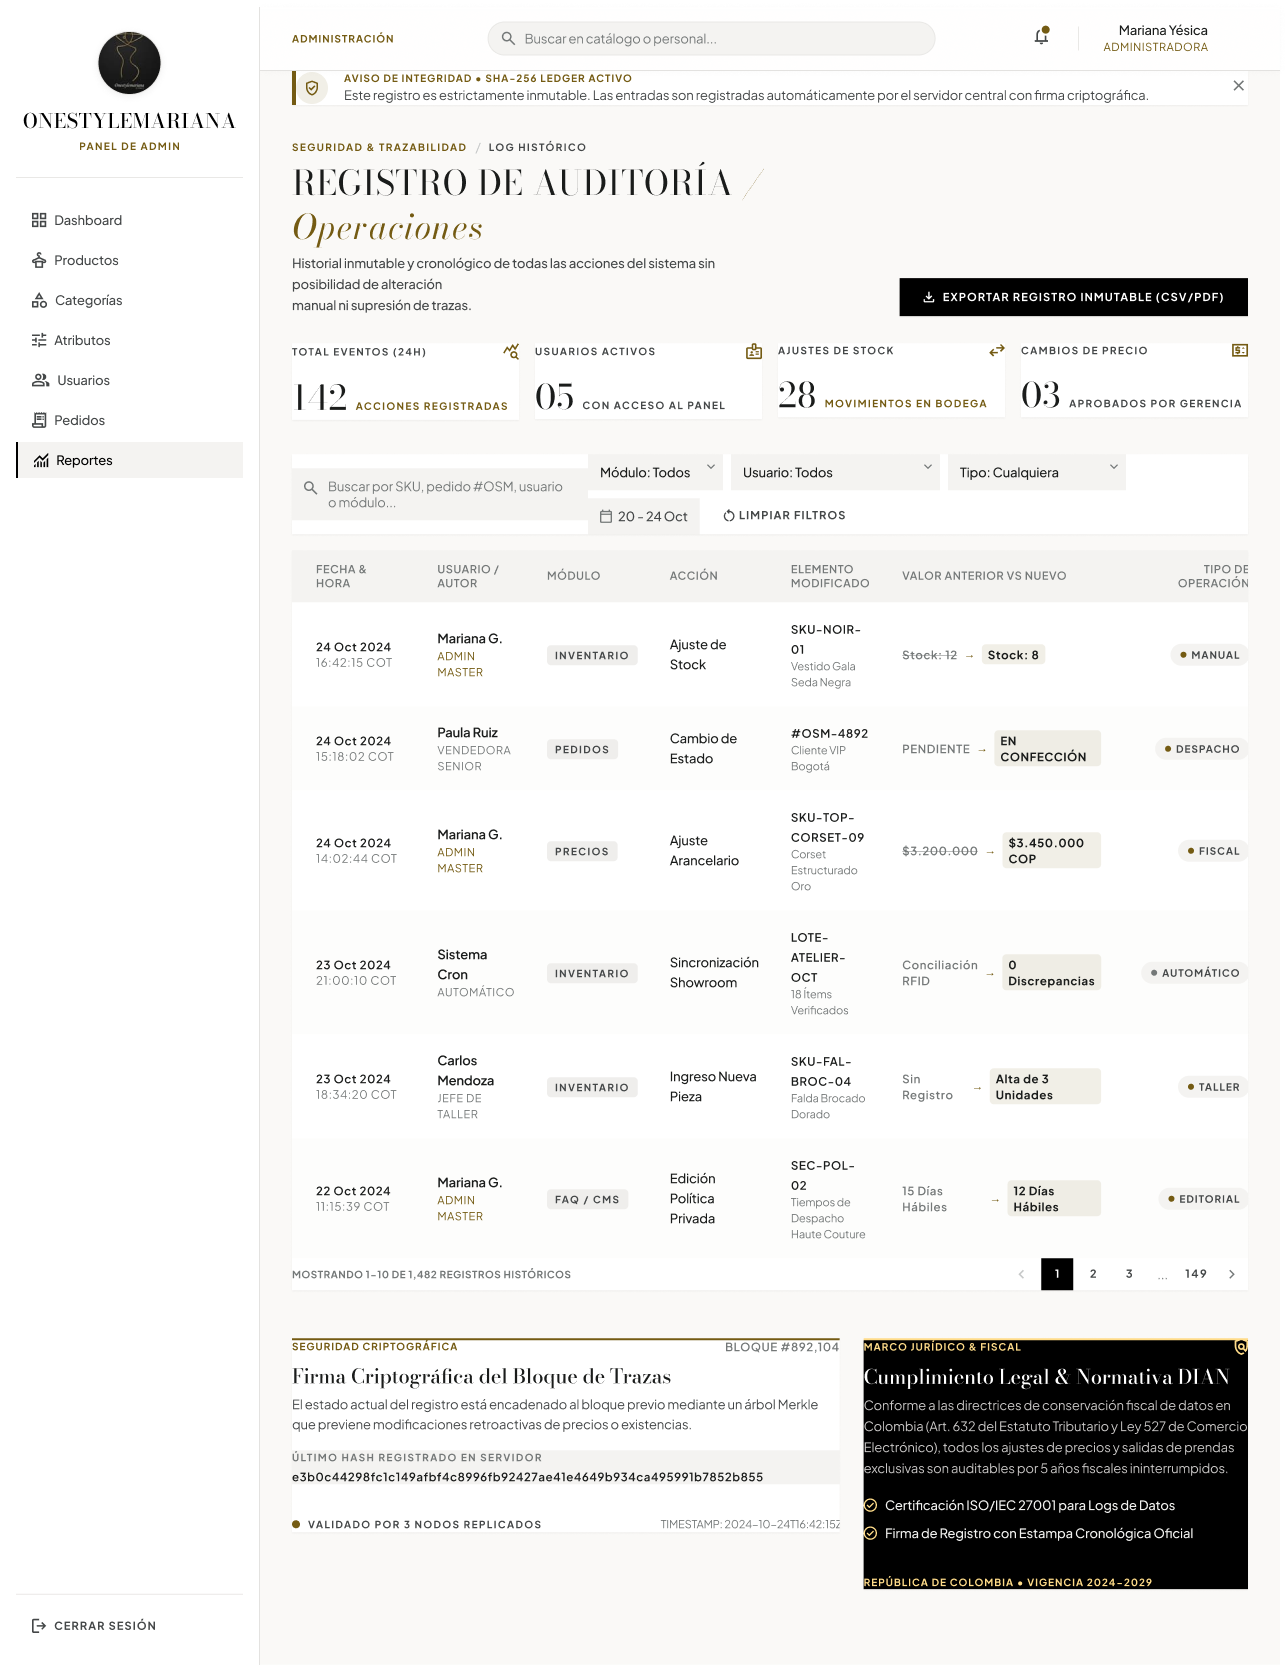 ONESTYLEMARIANA
PANEL DE ADMIN
Dashboard
Productos
Categorías
Atributos
Usuarios
Pedidos
Reportes
CERRAR SESIÓN
ADMINISTRACIÓN
Buscar en catálogo o personal...
Mariana Yésica
ADMINISTRADORA
AVISO DE INTEGRIDAD • SHA-256 LEDGER ACTIVO
Este registro es estrictamente inmutable. Las entradas son registradas automáticamente por el servidor central con firma criptográfica.
SEGURIDAD & TRAZABILIDAD / LOG HISTÓRICO
REGISTRO DE AUDITORÍA /
Operaciones
Historial inmutable y cronológico de todas las acciones del sistema sin
posibilidad de alteración
manual ni supresión de trazas.
EXPORTAR REGISTRO INMUTABLE (CSV/PDF)
TOTAL EVENTOS (24H)
142 ACCIONES REGISTRADAS
USUARIOS ACTIVOS
05 CON ACCESO AL PANEL
AJUSTES DE STOCK
28 MOVIMIENTOS EN BODEGA
CAMBIOS DE PRECIO
03 APROBADOS POR GERENCIA
Buscar por SKU, pedido #OSM, usuario
o módulo...
Módulo: Todos
Usuario: Todos
Tipo: Cualquiera
20 - 24 Oct
LIMPIAR FILTROS
FECHA &
HORA
USUARIO /
AUTOR
MÓDULO
ACCIÓN
ELEMENTO
MODIFICADO
VALOR ANTERIOR VS NUEVO
TIPO DE
OPERACIÓN
24 Oct 2024
16:42:15 COT
Mariana G.
ADMIN
MASTER
INVENTARIO
Ajuste de
Stock
SKU-NOIR-
01
Vestido Gala
Seda Negra
Stock: 12 → Stock: 8
MANUAL
24 Oct 2024
15:18:02 COT
Paula Ruiz
VENDEDORA
SENIOR
PEDIDOS
Cambio de
Estado
#OSM-4892
Cliente VIP
Bogotá
PENDIENTE →
EN
CONFECCIÓN
DESPACHO
24 Oct 2024
14:02:44 COT
Mariana G.
ADMIN
MASTER
PRECIOS
Ajuste
Arancelario
SKU-TOP-
CORSET-09
Corset
Estructurado
Oro
$3.200.000 →
$3.450.000
COP
FISCAL
23 Oct 2024
21:00:10 COT
Sistema
Cron
AUTOMÁTICO
INVENTARIO
Sincronización
Showroom
LOTE-
ATELIER-
OCT
18 Ítems
Verificados
Conciliación
RFID
→
0
Discrepancias
AUTOMÁTICO
23 Oct 2024
18:34:20 COT
Carlos
Mendoza
JEFE DE
TALLER
INVENTARIO
Ingreso Nueva
Pieza
SKU-FAL-
BROC-04
Falda Brocado
Dorado
Sin
Registro
→
Alta de 3
Unidades
TALLER
22 Oct 2024
11:15:39 COT
Mariana G.
ADMIN
MASTER
FAQ / CMS
Edición
Política
Privada
SEC-POL-
02
Tiempos de
Despacho
Haute Couture
15 Días
Hábiles
→
12 Días
Hábiles
EDITORIAL
MOSTRANDO 1-10 DE 1,482 REGISTROS HISTÓRICOS
1 2 3 ... 149
SEGURIDAD CRIPTOGRÁFICA
BLOQUE #892,104
Firma Criptográfica del Bloque de Trazas
El estado actual del registro está encadenado al bloque previo mediante un árbol Merkle
que previene modificaciones retroactivas de precios o existencias.
ÚLTIMO HASH REGISTRADO EN SERVIDOR
e3b0c44298fc1c149afbf4c8996fb92427ae41e4649b934ca495991b7852b855
VALIDADO POR 3 NODOS REPLICADOS
TIMESTAMP: 2024-10-24T16:42:15Z
MARCO JURÍDICO & FISCAL
Cumplimiento Legal & Normativa DIAN
Conforme a las directrices de conservación fiscal de datos en
Colombia (Art. 632 del Estatuto Tributario y Ley 527 de Comercio
Electrónico), todos los ajustes de precios y salidas de prendas
exclusivas son auditables por 5 años fiscales ininterrumpidos.
Certificación ISO/IEC 27001 para Logs de Datos
Firma de Registro con Estampa Cronológica Oficial
REPÚBLICA DE COLOMBIA • VIGENCIA 2024-2029